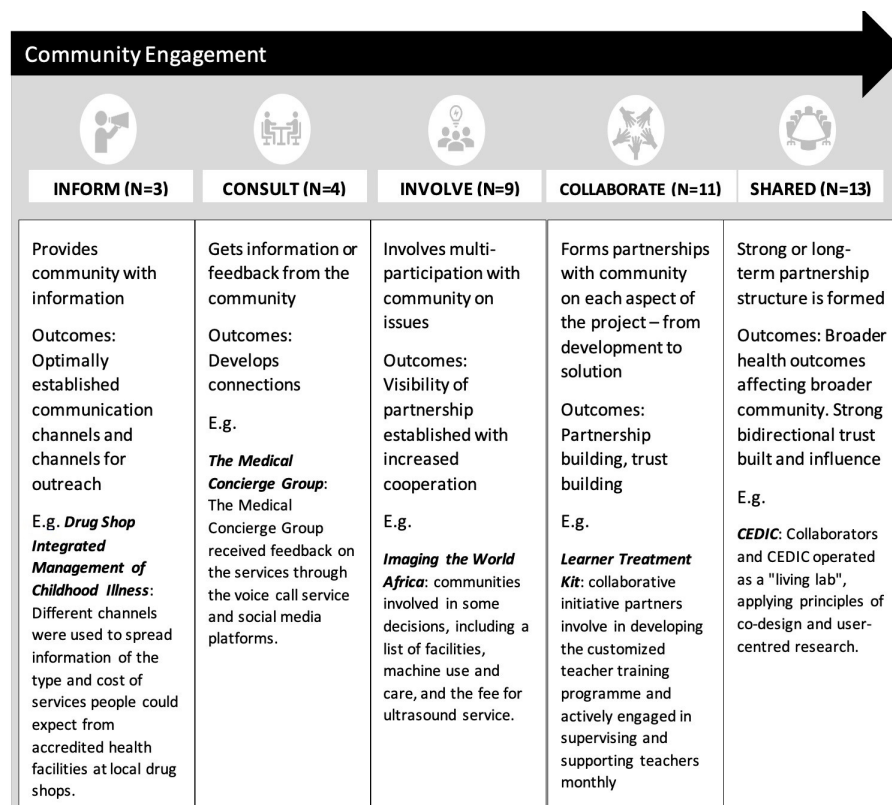 Community Engagement
INFORM (N=3)
CONSULT (N=4)
INVOLVE (N=9)
COLLABORATE (N=11)
SHARED (N=13)
Provides
community with
information
Outcomes:
Optimally
established
communication
channels and
channels for
outreach
E.g. Drug Shop
Integrated
Management of
Childhood Illness:
Different channels
were used to spread
information of the
type and cost of
services people could
expect from
accredited health
facilities at local drug
shops.
Gets information or
feedback from the
community
Outcomes:
Develops
connections
E.g.
The Medical
Concierge Group:
The Medical
Concierge Group
received feedback on
the services through
the voice call service
and social media
platforms.
Involves multi-
participation with
community on
issues
Outcomes:
Visibility of
partnership
established with
increased
cooperation
E.g.
Imaging the World
Africa: communities
involved in some
decisions, including a
list of facilities,
machine use and
care, and the fee for
ultrasound service.
Forms partnerships
with community
on each aspect of
the project – from
development to
solution
Outcomes:
Partnership
building, trust
building
E.g.
Learner Treatment
Kit: collaborative
initiative partners
involve in developing
the customized
teacher training
programme and
actively engaged in
supervising and
supporting teachers
monthly
Strong or long-
term partnership
structure is formed
Outcomes: Broader
health outcomes
affecting broader
community. Strong
bidirectional trust
built and influence
E.g.
CEDIC: Collaborators
and CEDIC operated
as a "living lab",
applying principles of
co-design and user-
centred research.